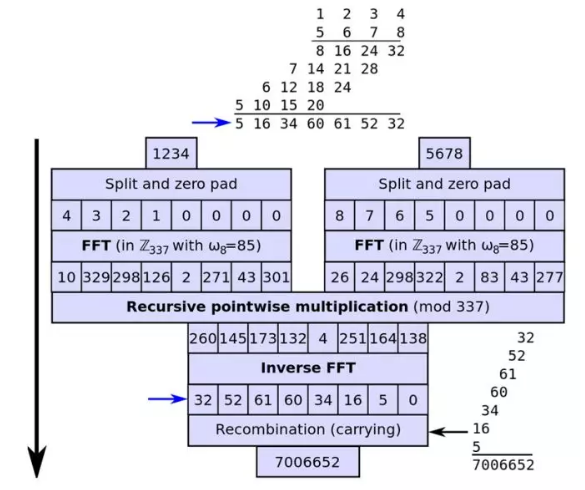 1 2 3 4
5 6 7 8
8 16 24 32
7 14 21 28
6 12 18 24
5 10 15 20
5 16 34 60 61 52 32
1234 5678
Split and zero pad Split and zero pad
4 3 2 1 0 0 0 0 8 7 6 5 0 0 0 0
FFT (in ℤ₃₃₇ with ω₈=85) FFT (in ℤ₃₃₇ with ω₈=85)
10 329 298 126 2 271 43 301 26 24 298 322 2 83 43 277
Recursive pointwise multiplication (mod 337)
260 145 173 132 4 251 164 138
Inverse FFT
32 52 61 60 34 16 5 0
Recombination (carrying)
7006652
32
52
61
60
34
16
5
7006652